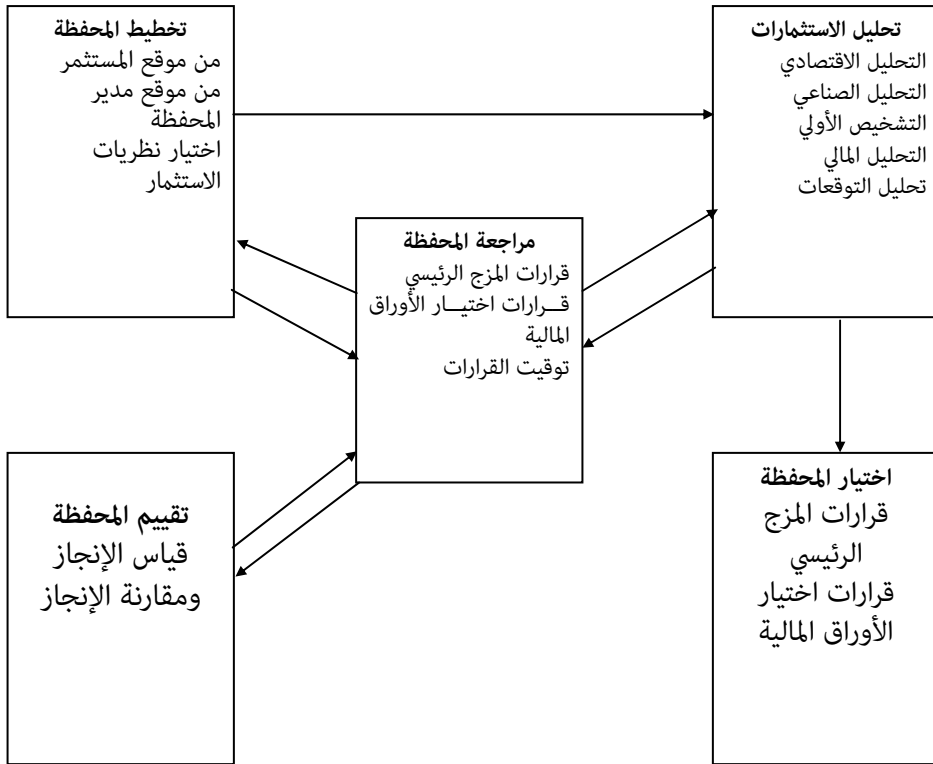 تحليل الاستثمارات
التحليل الاقتصادي
التحليل الصناعي
التشخيص الأولي
التحليل المالي
تحليل التوقعات
تخطيط المحفظة
من موقع المستثمر
من موقع مدير
المحفظة
اختيار نظريات
الاستثمار
مراجعة المحفظة
قرارات المزج الرئيسي
قــرارات اختيــار الأوراق
المالية
توقيت القرارات
اختيار المحفظة
قرارات المزج
الرئيسي
قرارات اختيار
الأوراق المالية
تقييم المحفظة
قياس الإنجاز
ومقارنة الإنجاز